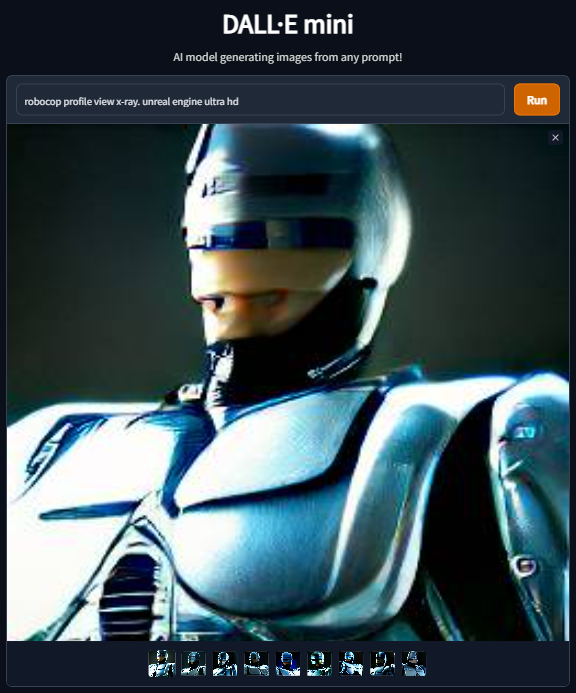 DALL·E mini
AI model generating images from any prompt!
robocop profile view x-ray. unreal engine ultra hd
Run